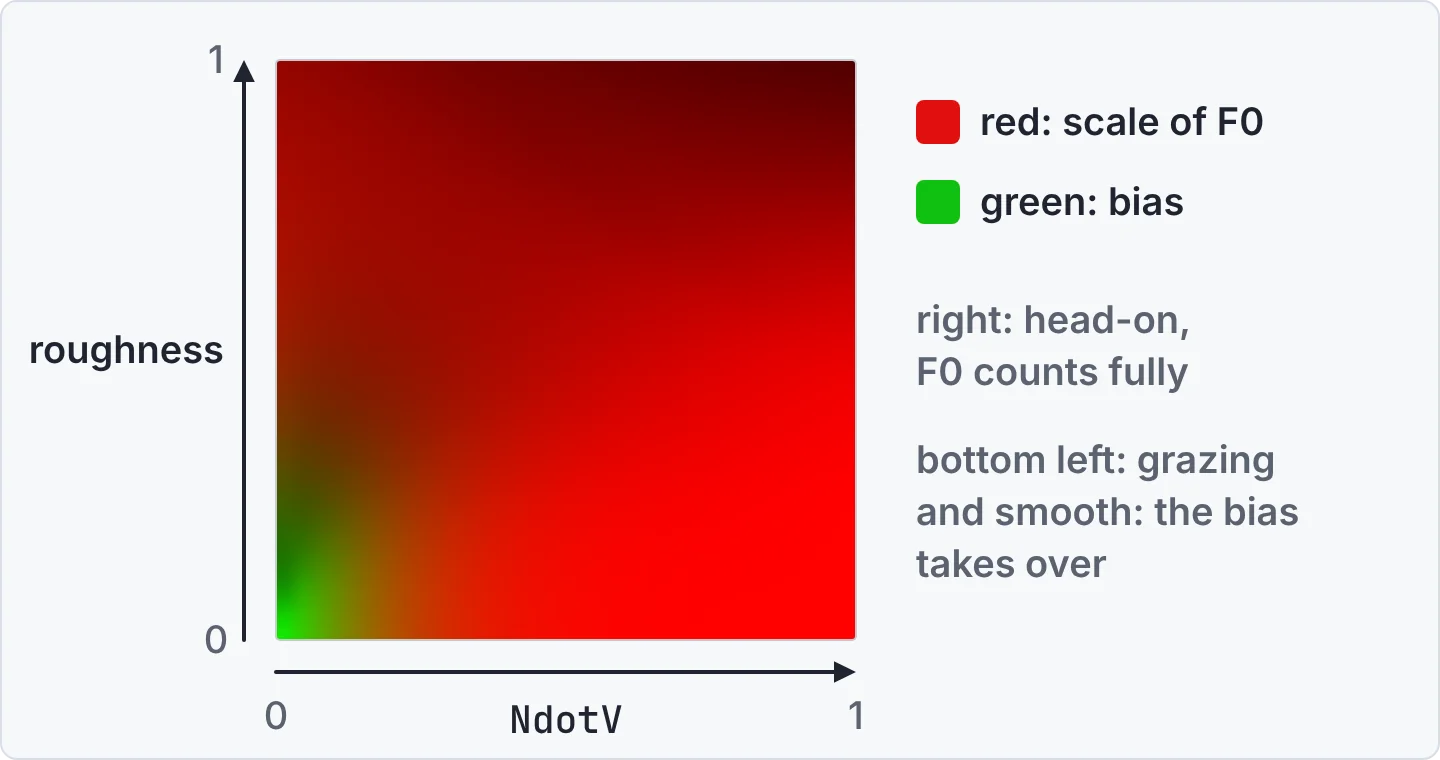 1
red: scale of F0
green: bias
right: head-on,
F0 counts fully
roughness
bottom left: grazing
and smooth: the bias
takes over
0
0
NdotV
1